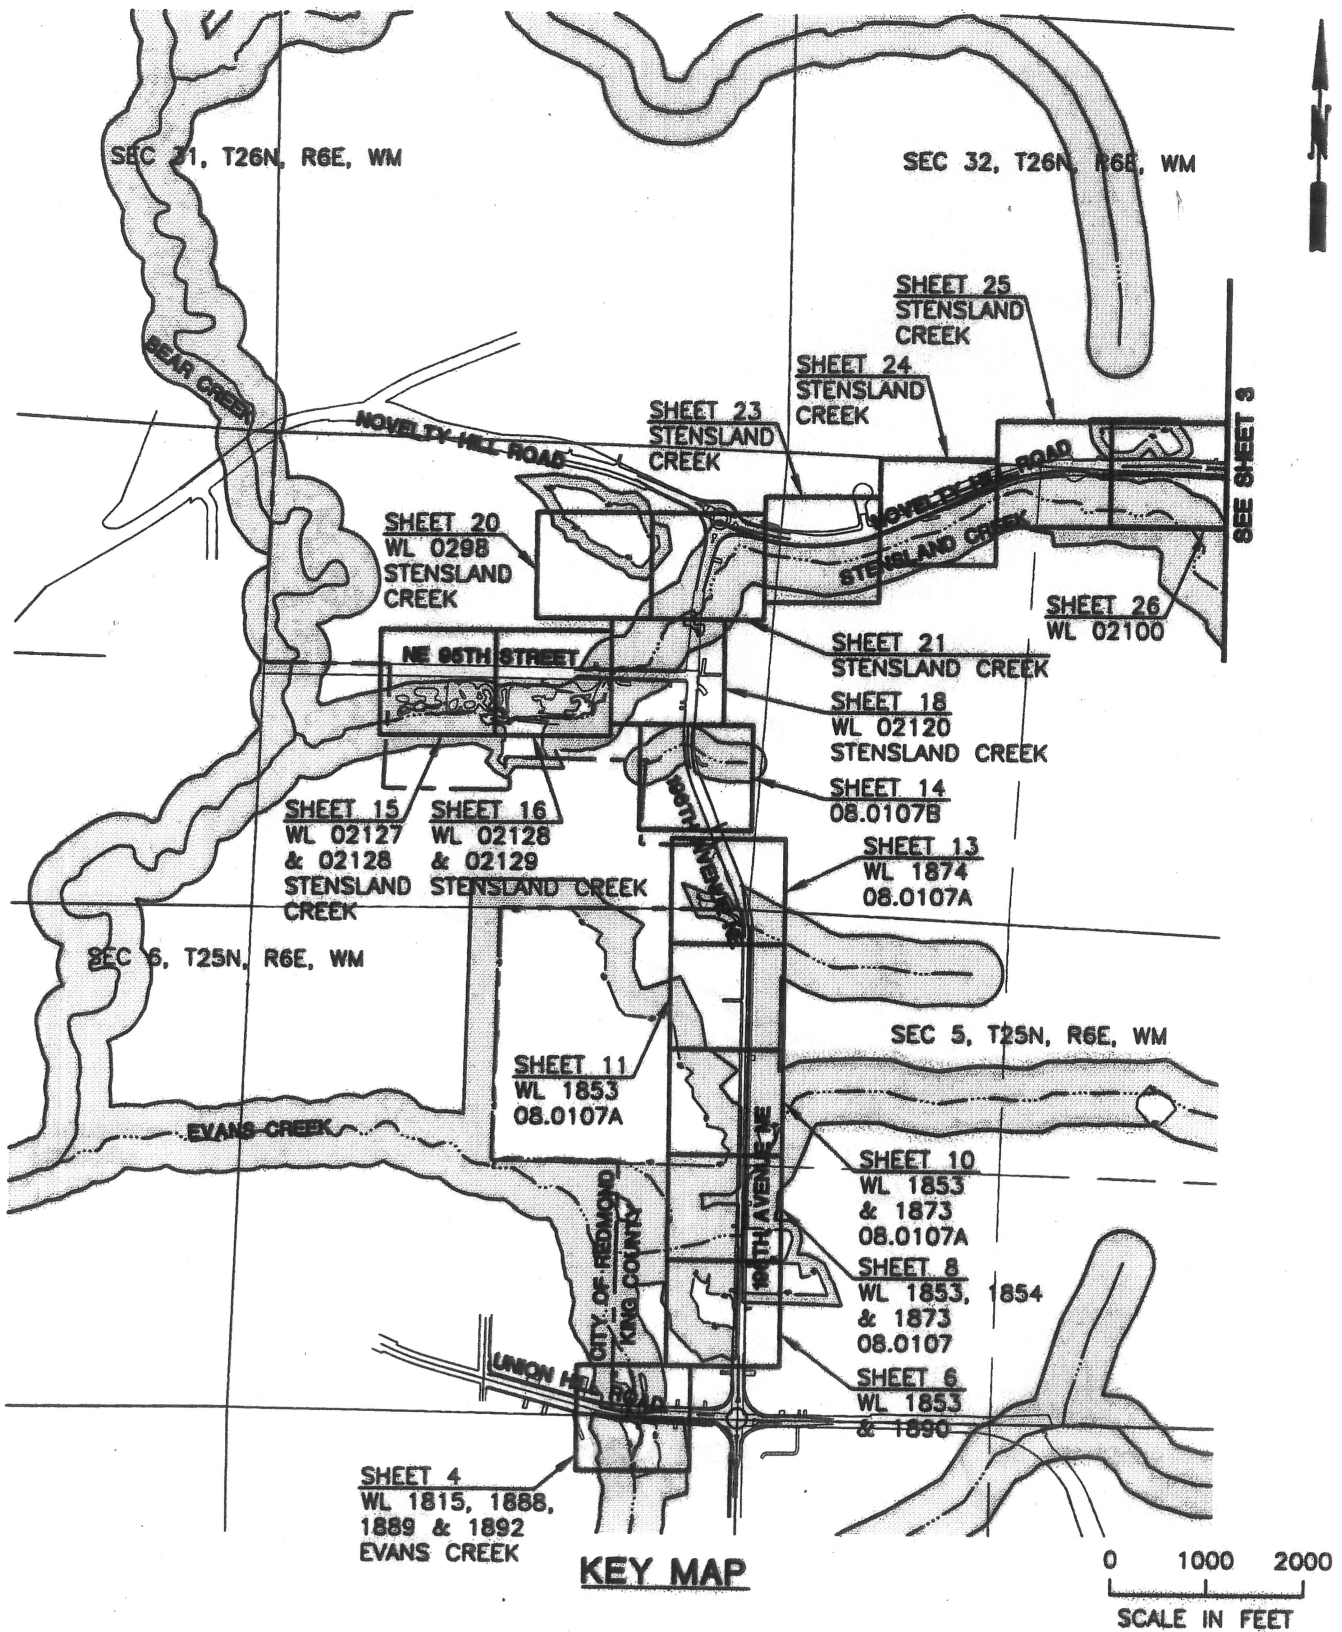 SEC 31, T26N, R6E, WM
SEC 32, T26N, R6E, WM
N
SHEET 25
STENSLAND
CREEK
BEAR CREEK
SHEET 24
STENSLAND
CREEK
SHEET 23
STENSLAND
CREEK
NOVELTY HILL ROAD
NOVELTY HILL ROAD
SEE SHEET 3
SHEET 20
WL 0298
STENSLAND
CREEK
STENSLAND CREEK
SHEET 26
WL 02100
SHEET 21
STENSLAND CREEK
NE 95TH STREET
SHEET 18
WL 02120
STENSLAND CREEK
SHEET 14
08.0107B
SHEET 15
WL 02127
& 02128
STENSLAND
CREEK
SHEET 16
WL 02128
& 02129
STENSLAND CREEK
SHEET 13
WL 1874
08.0107A
SEC 6, T25N, R6E, WM
SEC 5, T25N, R6E, WM
SHEET 11
WL 1853
08.0107A
EVANS CREEK
SHEET 10
WL 1853
& 1873
08.0107A
196TH AVENUE NE
CITY OF REDMOND
KING COUNTY
SHEET 8
WL 1853, 1854
& 1873
08.0107
UNION HILL ROAD
SHEET 6
WL 1853
& 1890
SHEET 4
WL 1815, 1888,
1889 & 1892
EVANS CREEK
KEY MAP
0 1000 2000
SCALE IN FEET